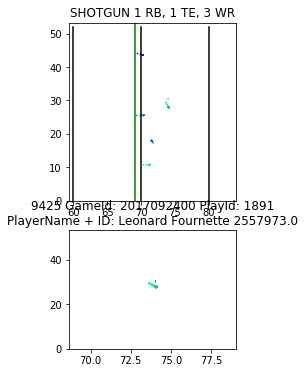 SHOTGUN 1 RB, 1 TE, 3 WR
50
40
30
20
10
0
60 65 70 75 80
9425 GameId: 2017092400 PlayId: 1891
PlayerName + ID: Leonard Fournette 2557973.0
40
20
0
70.0 72.5 75.0 77.5